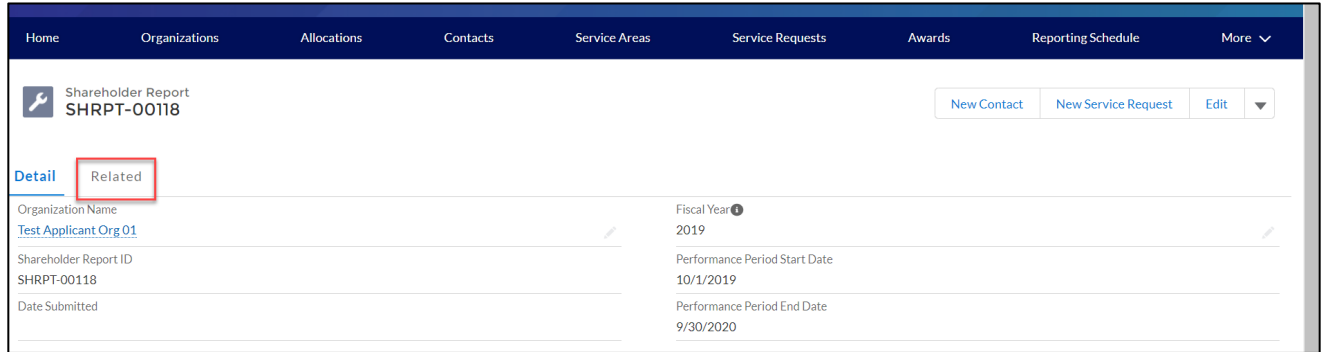 Home Organizations Allocations Contacts Service Areas Service Requests Awards Reporting Schedule More
Shareholder Report
SHRPT-00118
New Contact New Service Request Edit
Detail Related
Organization Name Fiscal Year
Test Applicant Org 01 2019
Shareholder Report ID Performance Period Start Date
SHRPT-00118 10/1/2019
Date Submitted Performance Period End Date
9/30/2020